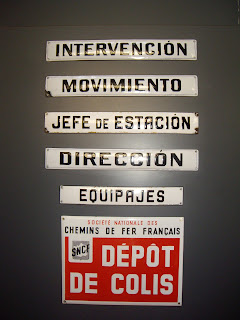 INTERVENCIÓN
MOVIMIENTO
JEFE DE ESTACIÓN
DIRECCIÓN
EQUIPAJES
SOCIÉTÉ NATIONALE DES
CHEMINS DE FER FRANÇAIS
SNCF
DÉPÔT
DE COLIS